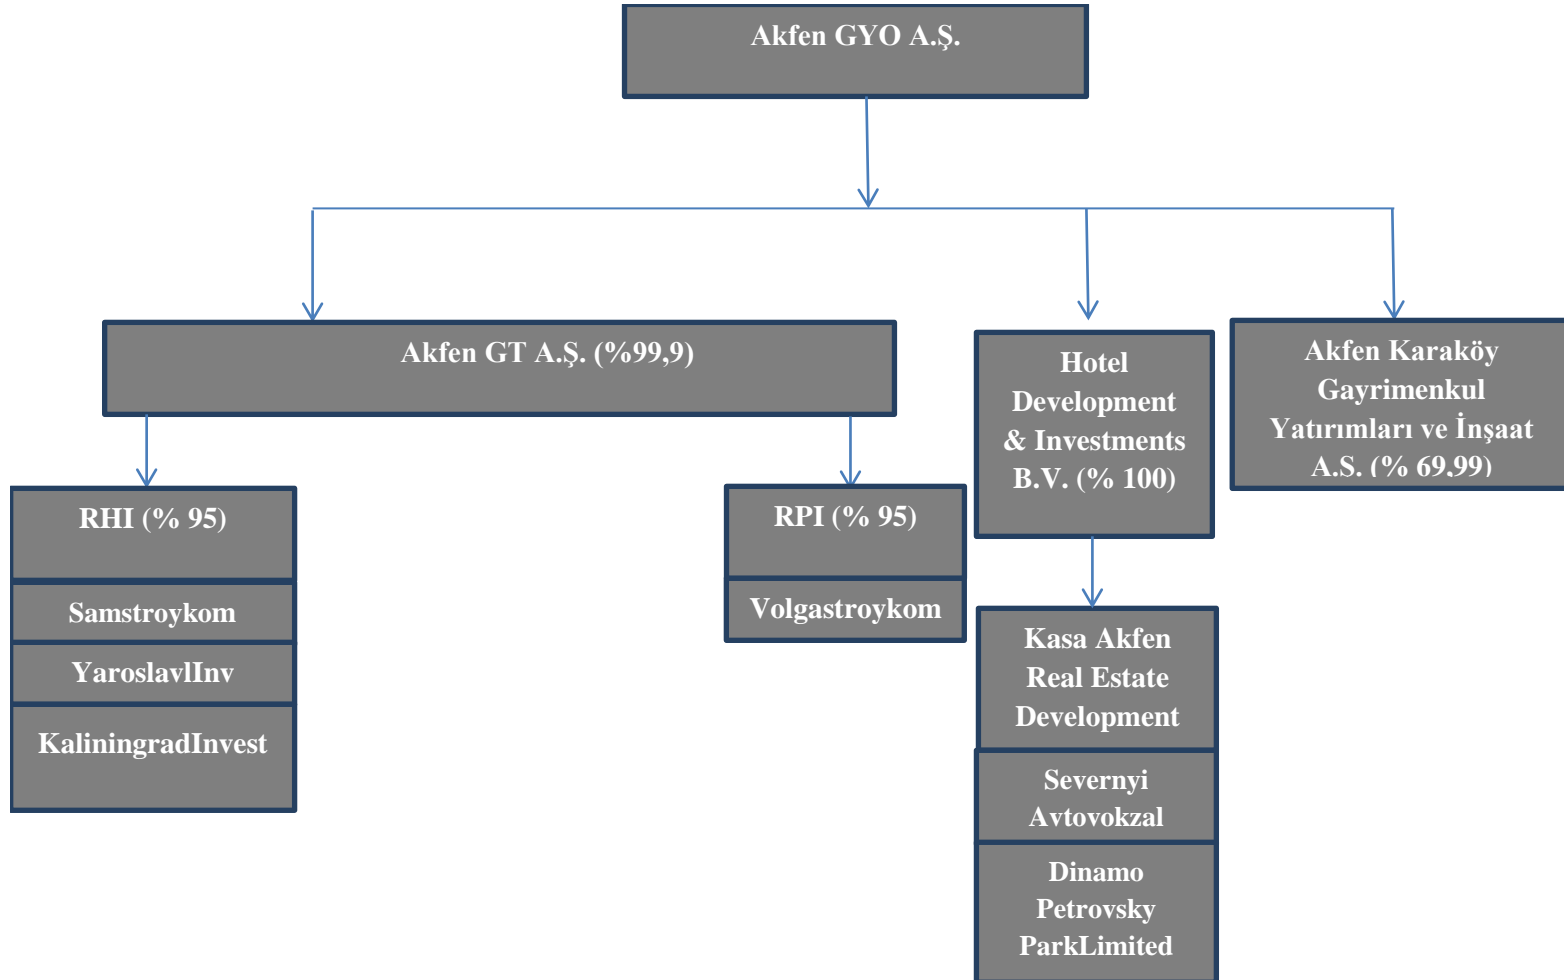 Akfen GYO A.Ş.
Akfen GT A.Ş. (%99,9)
Hotel
Development
& Investments
B.V. (% 100)
Akfen Karaköy
Gayrimenkul
Yatırımları ve İnşaat
A.S. (% 69,99)
RHI (% 95)
Samstroykom
YaroslavlInv
KaliningradInvest
RPI (% 95)
Volgastroykom
Kasa Akfen
Real Estate
Development
Severnyi
Avtovokzal
Dinamo
Petrovsky
ParkLimited